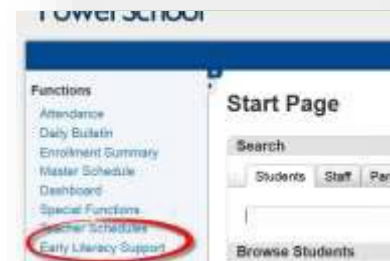 PowerSchool
Functions
Attendance
Daily Bulletin
Enrollment Summary
Master Schedule
Dashboard
Special Functions
Teacher Schedules
Early Literacy Support
Start Page
Search
Students Staff Par
Browse Students